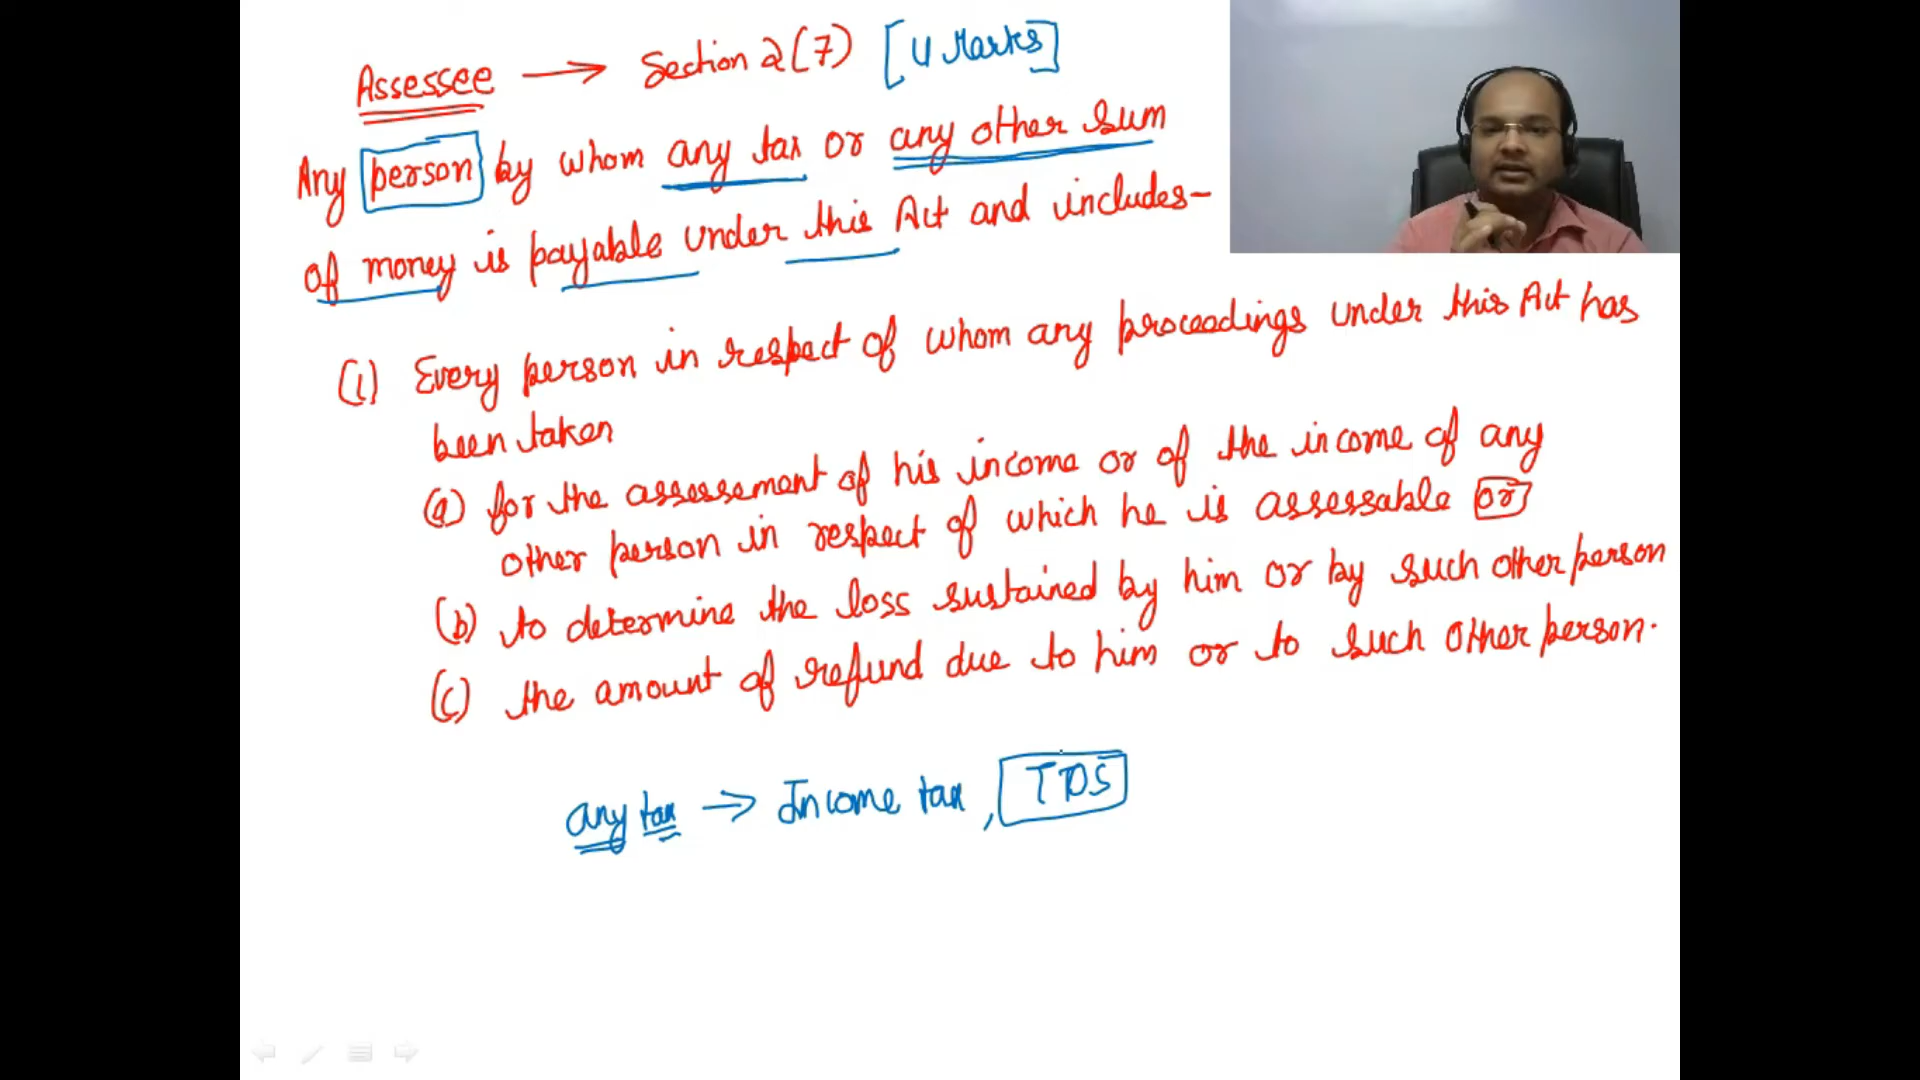 Assessee → Section 2(7) [4 Marks]
Any person by whom any tax or any other sum
of money is payable under this Act and includes-
(i) Every person in respect of whom any proceedings under this Act has
been taken
(a) for the assessement of his income or of the income of any
other person in respect of which he is assessable or
(b) to determine the loss sustained by him or by such other person
(c) the amount of refund due to him or to such other person.
any tax → Income tax, TDS